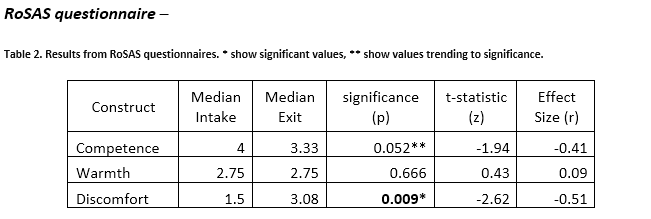 RoSAS questionnaire –
Table 2. Results from RoSAS questionnaires. * show significant values, ** show values trending to significance.
Construct Median Intake Median Exit significance (p) t-statistic (z) Effect Size (r)
Competence 4 3.33 0.052** -1.94 -0.41
Warmth 2.75 2.75 0.666 0.43 0.09
Discomfort 1.5 3.08 0.009* -2.62 -0.51